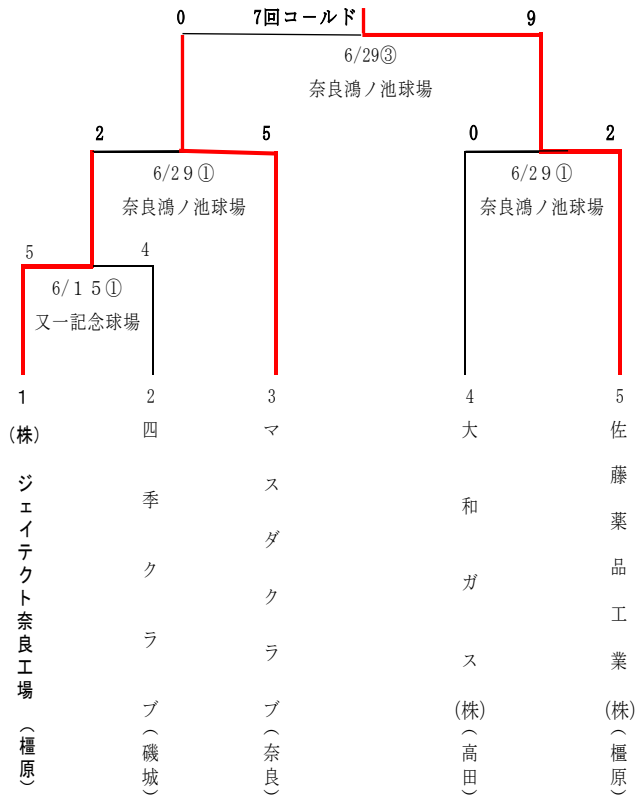 0 7回コールド 9
6/29③
奈良鴻ノ池球場
2 5 0 2
6/29① 6/29①
奈良鴻ノ池球場 奈良鴻ノ池球場
5 4
6/15①
又一記念球場
1 2 3 4 5
(株)ジェイテクト奈良工場(橿原)
四季クラブ(磯城)
マスダクラブ(奈良)
大和ガス(株)(高田)
佐藤薬品工業(株)(橿原)